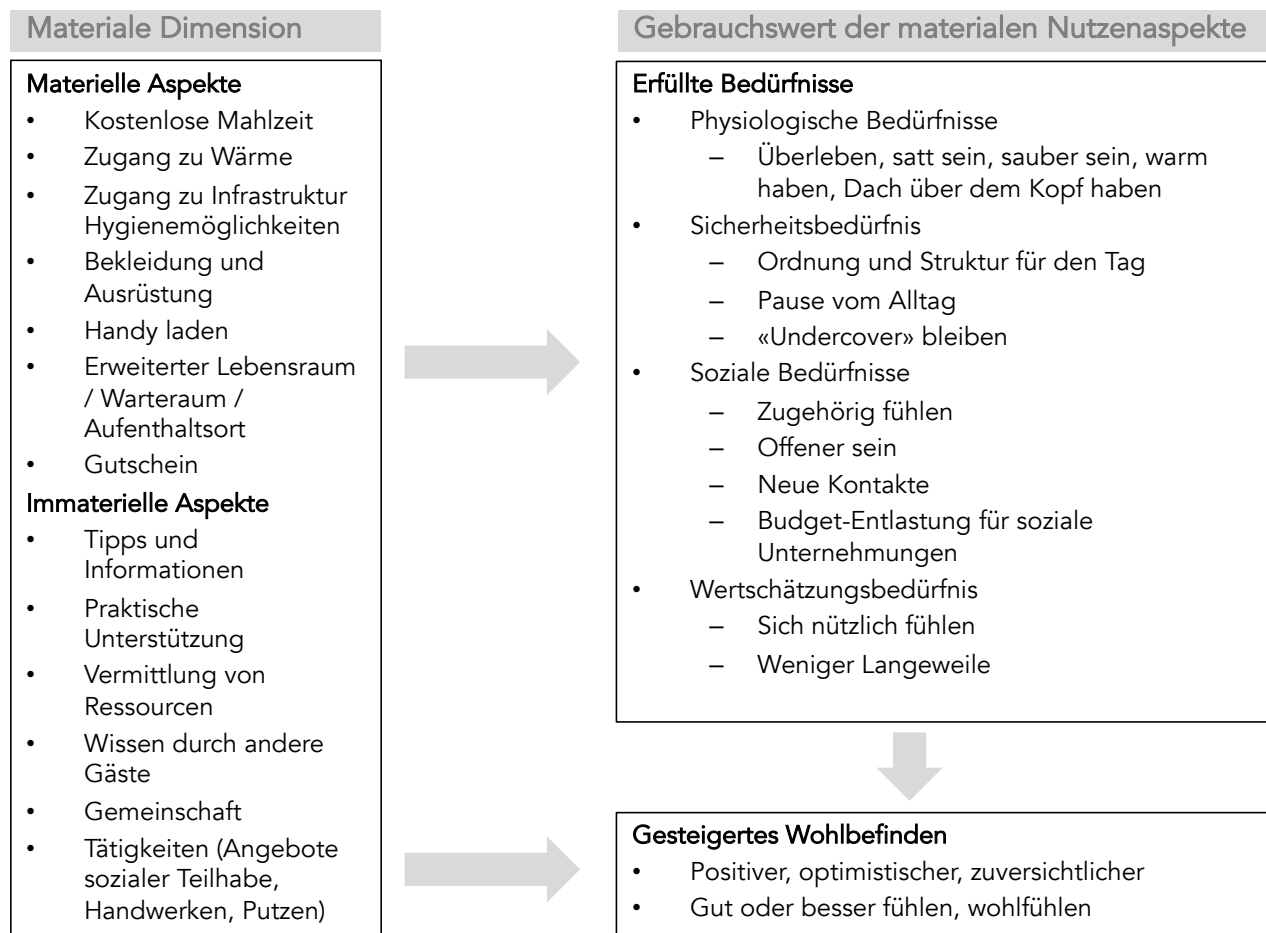 Materiale Dimension
Materielle Aspekte
• Kostenlose Mahlzeit
• Zugang zu Wärme
• Zugang zu Infrastruktur
Hygienemöglichkeiten
• Bekleidung und
Ausrüstung
• Handy laden
• Erweiterter Lebensraum
/ Warteraum /
Aufenthaltsort
• Gutschein
Immaterielle Aspekte
• Tipps und
Informationen
• Praktische
Unterstützung
• Vermittlung von
Ressourcen
• Wissen durch andere
Gäste
• Gemeinschaft
• Tätigkeiten (Angebote
sozialer Teilhabe,
Handwerken, Putzen)
Gebrauchswert der materialen Nutzenaspekte
Erfüllte Bedürfnisse
• Physiologische Bedürfnisse
– Überleben, satt sein, sauber sein, warm
haben, Dach über dem Kopf haben
• Sicherheitsbedürfnis
– Ordnung und Struktur für den Tag
– Pause vom Alltag
– «Undercover» bleiben
• Soziale Bedürfnisse
– Zugehörig fühlen
– Offener sein
– Neue Kontakte
– Budget-Entlastung für soziale
Unternehmungen
• Wertschätzungsbedürfnis
– Sich nützlich fühlen
– Weniger Langeweile
Gesteigertes Wohlbefinden
• Positiver, optimistischer, zuversichtlicher
• Gut oder besser fühlen, wohlfühlen